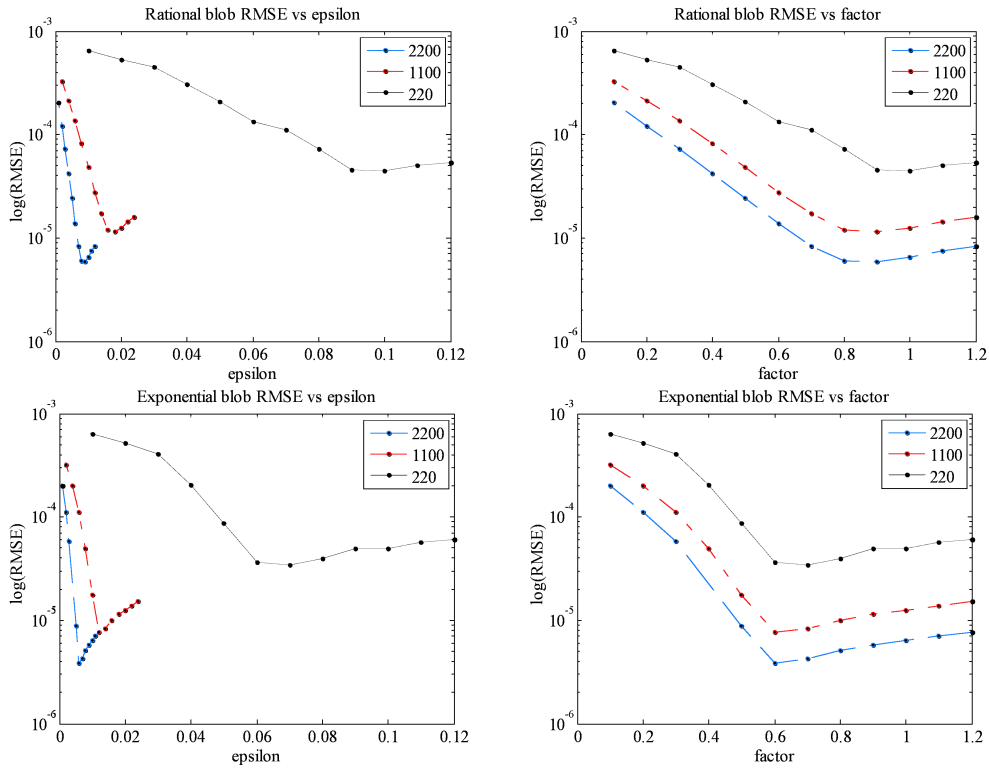 Rational blob RMSE vs epsilon
10^-3
10^-4
10^-5
10^-6
log(RMSE)
2200
1100
220
0 0.02 0.04 0.06 0.08 0.1 0.12
epsilon
Rational blob RMSE vs factor
10^-3
10^-4
10^-5
10^-6
log(RMSE)
2200
1100
220
0 0.2 0.4 0.6 0.8 1 1.2
factor
Exponential blob RMSE vs epsilon
10^-3
10^-4
10^-5
10^-6
log(RMSE)
2200
1100
220
0 0.02 0.04 0.06 0.08 0.1 0.12
epsilon
Exponential blob RMSE vs factor
10^-3
10^-4
10^-5
10^-6
log(RMSE)
2200
1100
220
0 0.2 0.4 0.6 0.8 1 1.2
factor